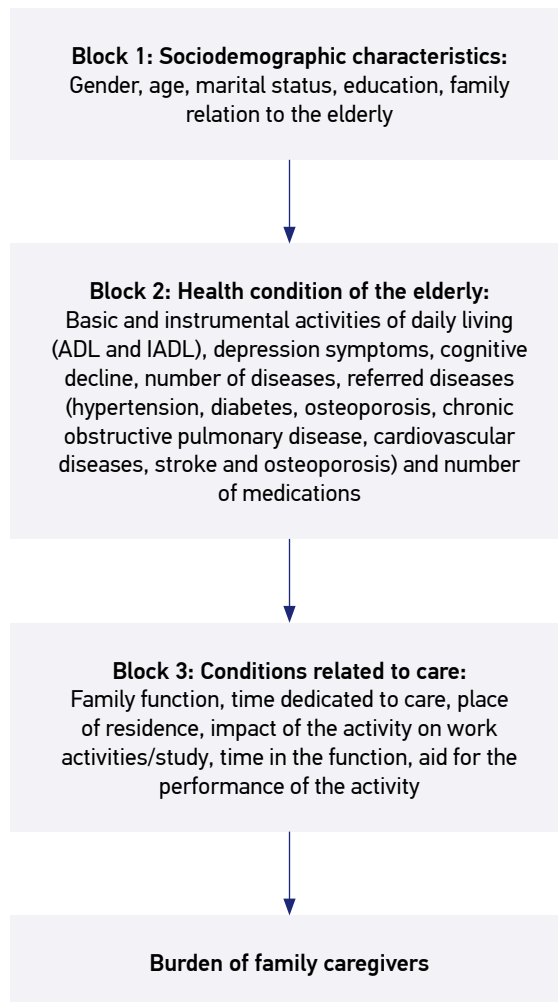 Block 1: Sociodemographic characteristics:
Gender, age, marital status, education, family
relation to the elderly
Block 2: Health condition of the elderly:
Basic and instrumental activities of daily living
(ADL and IADL), depression symptoms, cognitive
decline, number of diseases, referred diseases
(hypertension, diabetes, osteoporosis, chronic
obstructive pulmonary disease, cardiovascular
diseases, stroke and osteoporosis) and number
of medications
Block 3: Conditions related to care:
Family function, time dedicated to care, place
of residence, impact of the activity on work
activities/study, time in the function, aid for the
performance of the activity
Burden of family caregivers